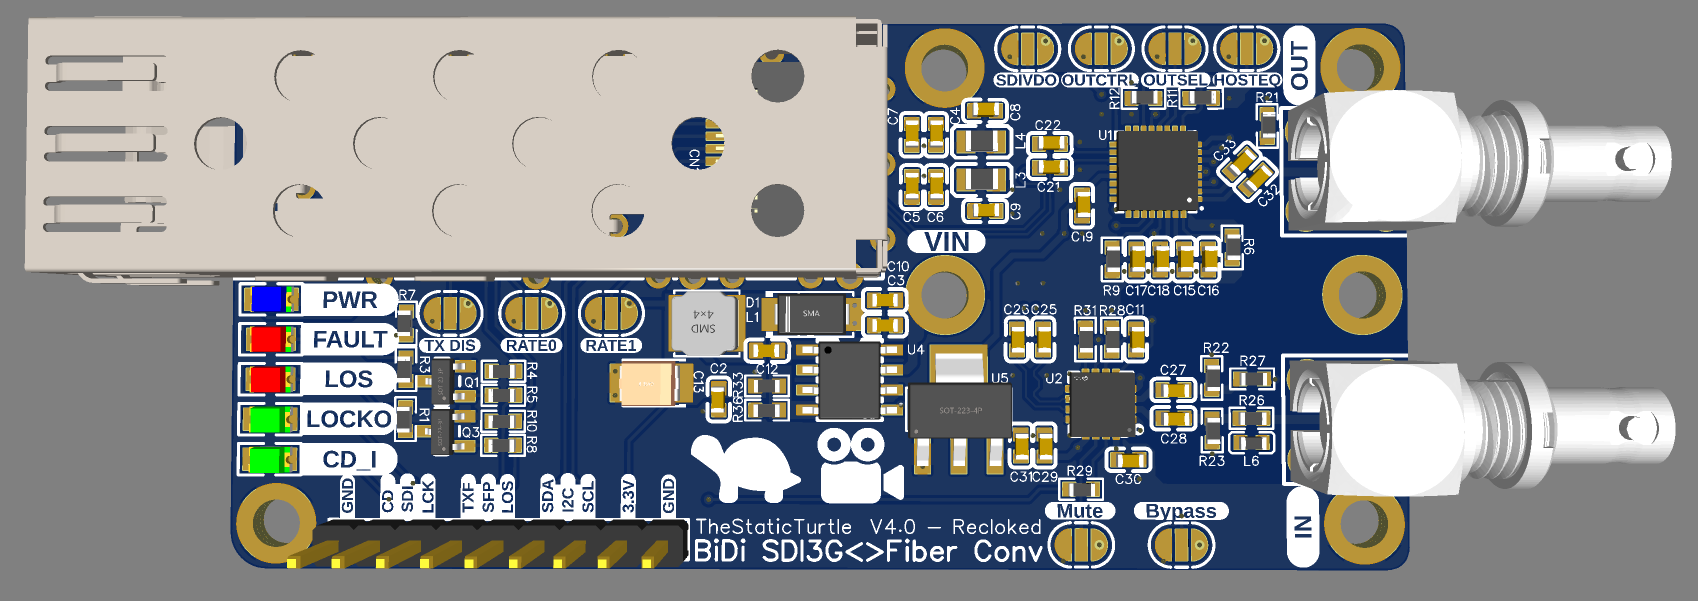 SDIVDO OUTCTRL OUTSEL HOSTEO
OUT
R12 R11 R21
C7 C4 C8
L4 C22 U1
C33
CN
L3 C21 C32
C5 C6 C9 C19
VIN
R6
R9 C17 C18 C15 C16
C10
C3
PWR
R7
FAULT
TX DIS RATE0 RATE1
SMD
4x4
D1
L1
SMA
LOS
R3 Q1 R4 R5
C13 C2 R33 C12 R36
U4
LOCKO
R1 Q3 R10 R8
CD_I
U5
SOT-223-4P
C26 C25 R31 R28 C11
U2
R22 R27
C27
R26
C28
R23 L6
C31 C29 C30
R29
GND CD SDI LCK TXF SFP LOS SDA I2C SCL 3.3V GND
Mute Bypass
IN
TheStaticTurtle V4.0 – Recloked
BiDi SDI3G<>Fiber Conv